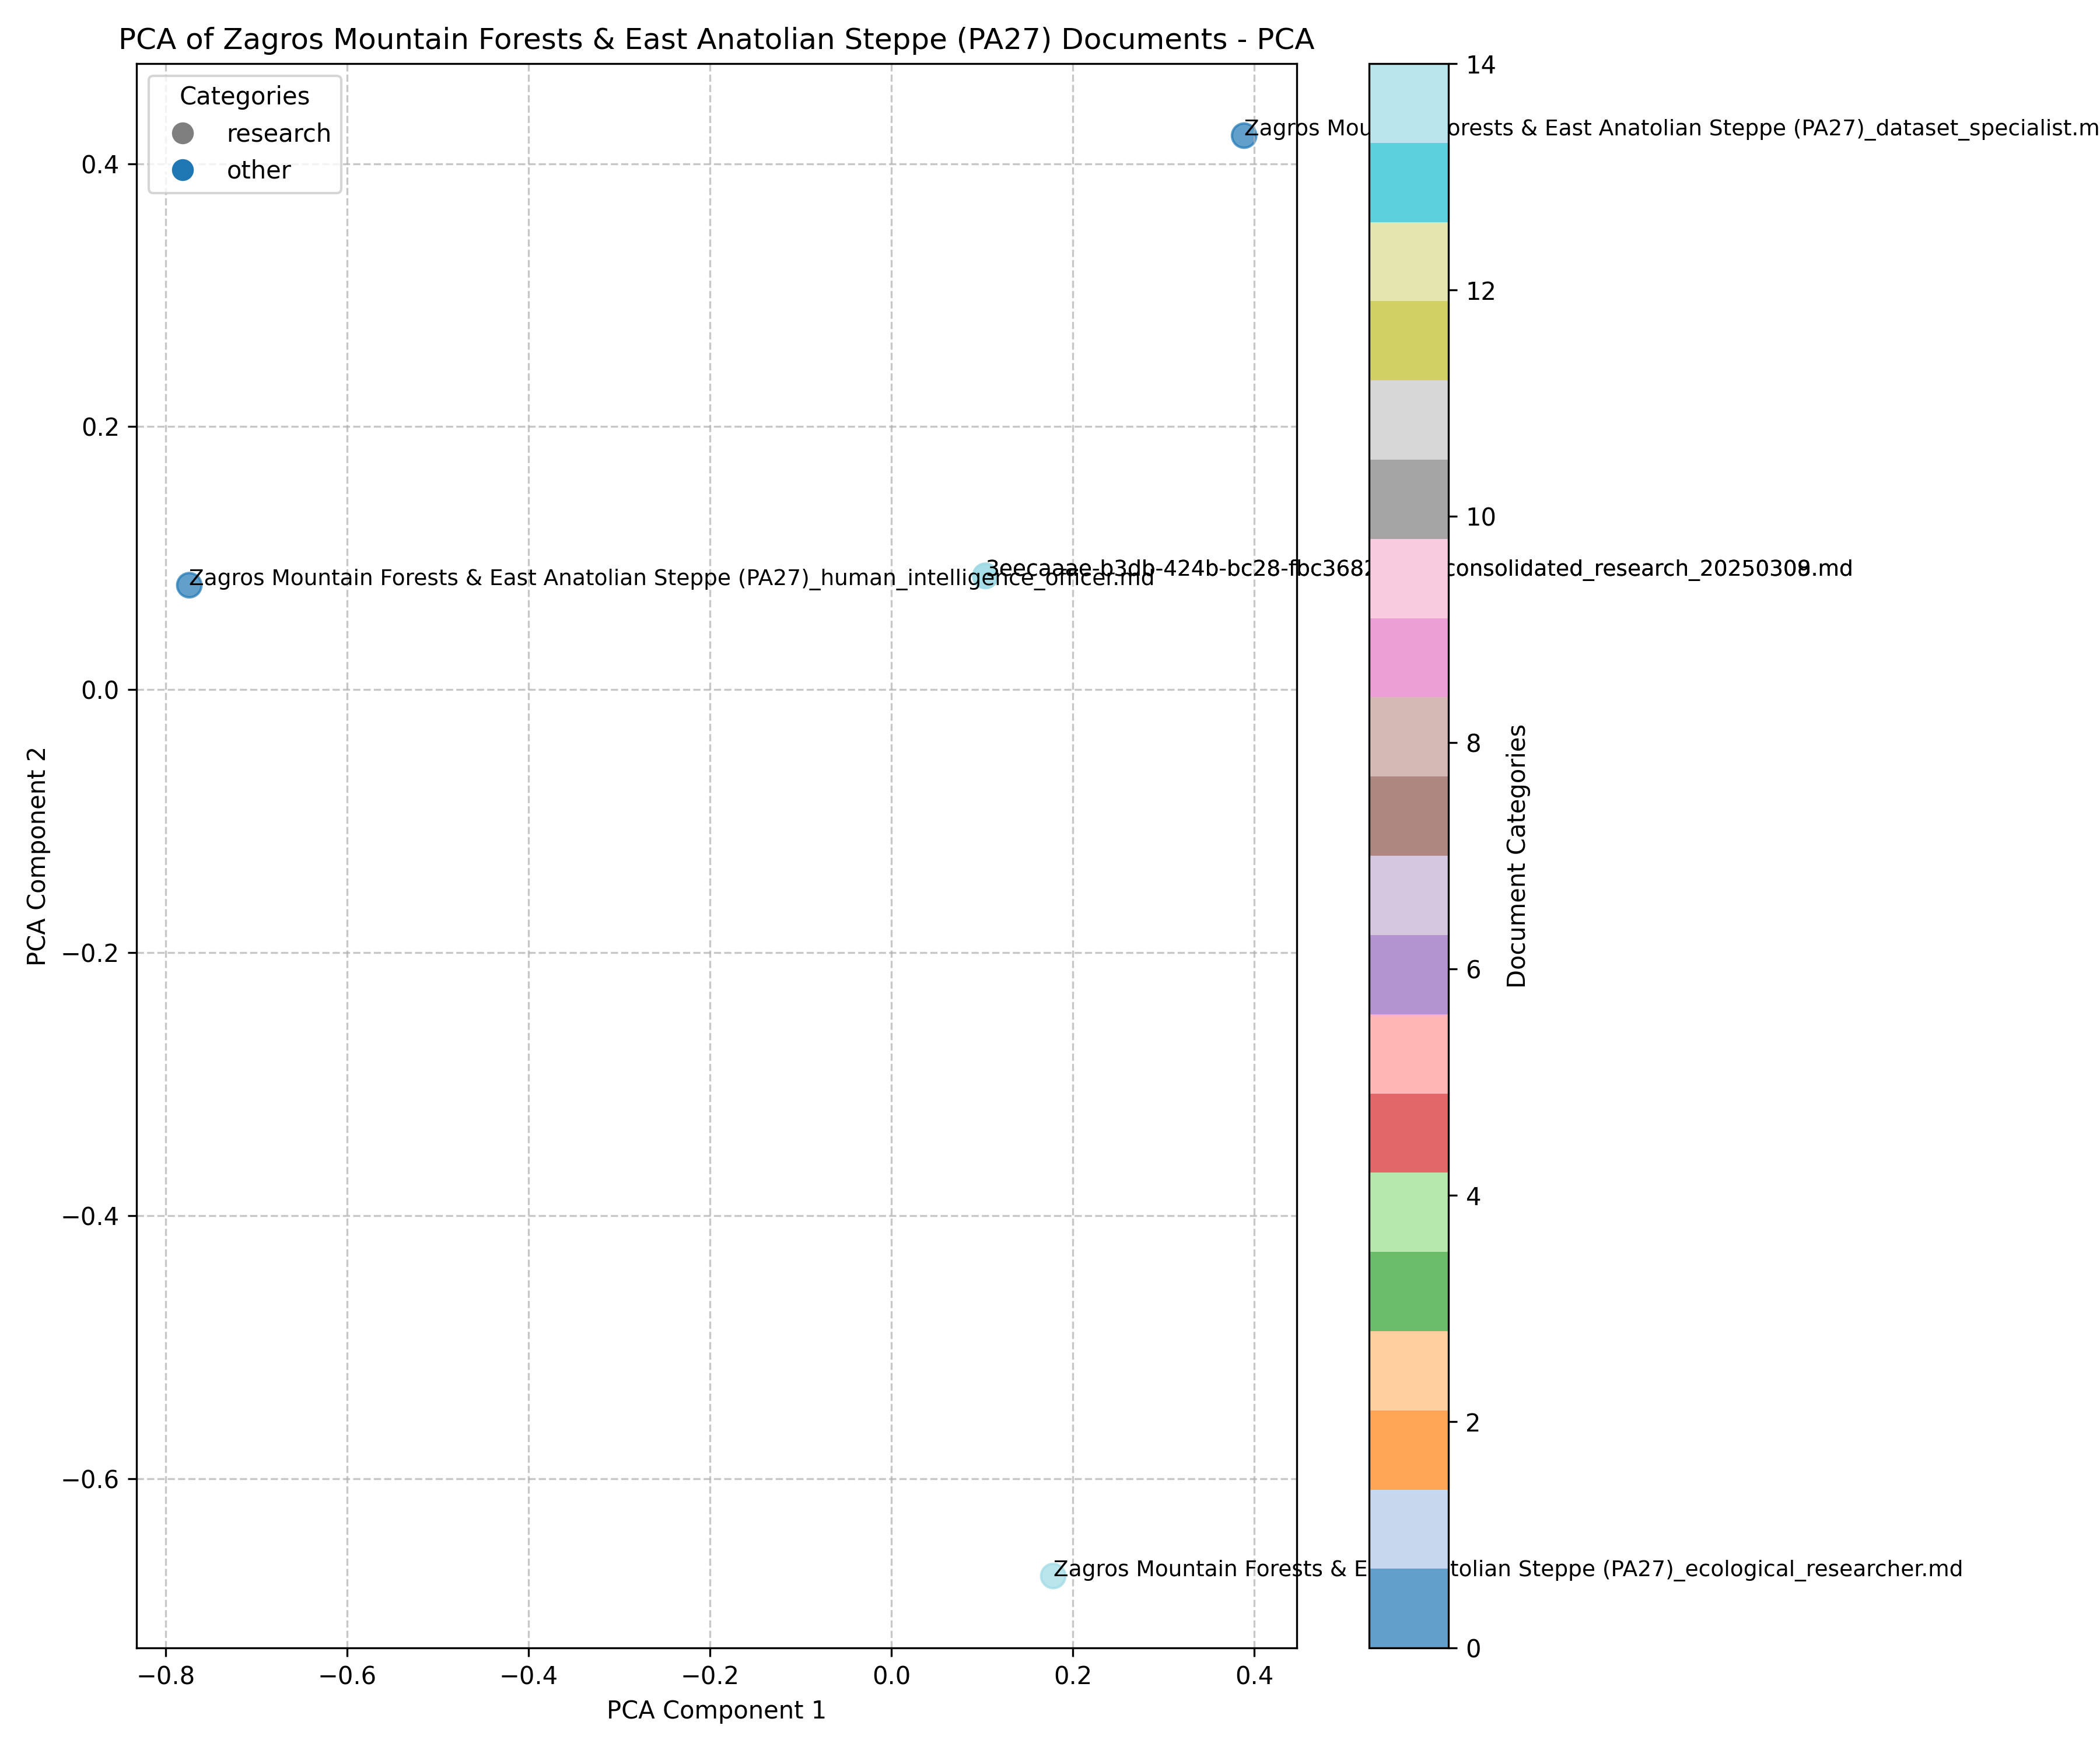 PCA of Zagros Mountain Forests & East Anatolian Steppe (PA27) Documents - PCA
Categories
research
other
Zagros Mou orests & East Anatolian Steppe (PA27)_dataset_specialist.m
Zagros Mountain Forests & East Anatolian Steppe (PA27)_human_intelligence_officer.md
3eecaaae-b3db-424b-bc28-fbc3682 consolidated_research_2025030
.md
Zagros Mountain Forests & E tolian Steppe (PA27)_ecological_researcher.md
0.4
0.2
0.0
−0.2
−0.4
−0.6
PCA Component 2
−0.8
−0.6
−0.4
−0.2
0.0
0.2
0.4
PCA Component 1
14
12
10
8
6
4
2
0
Document Categories